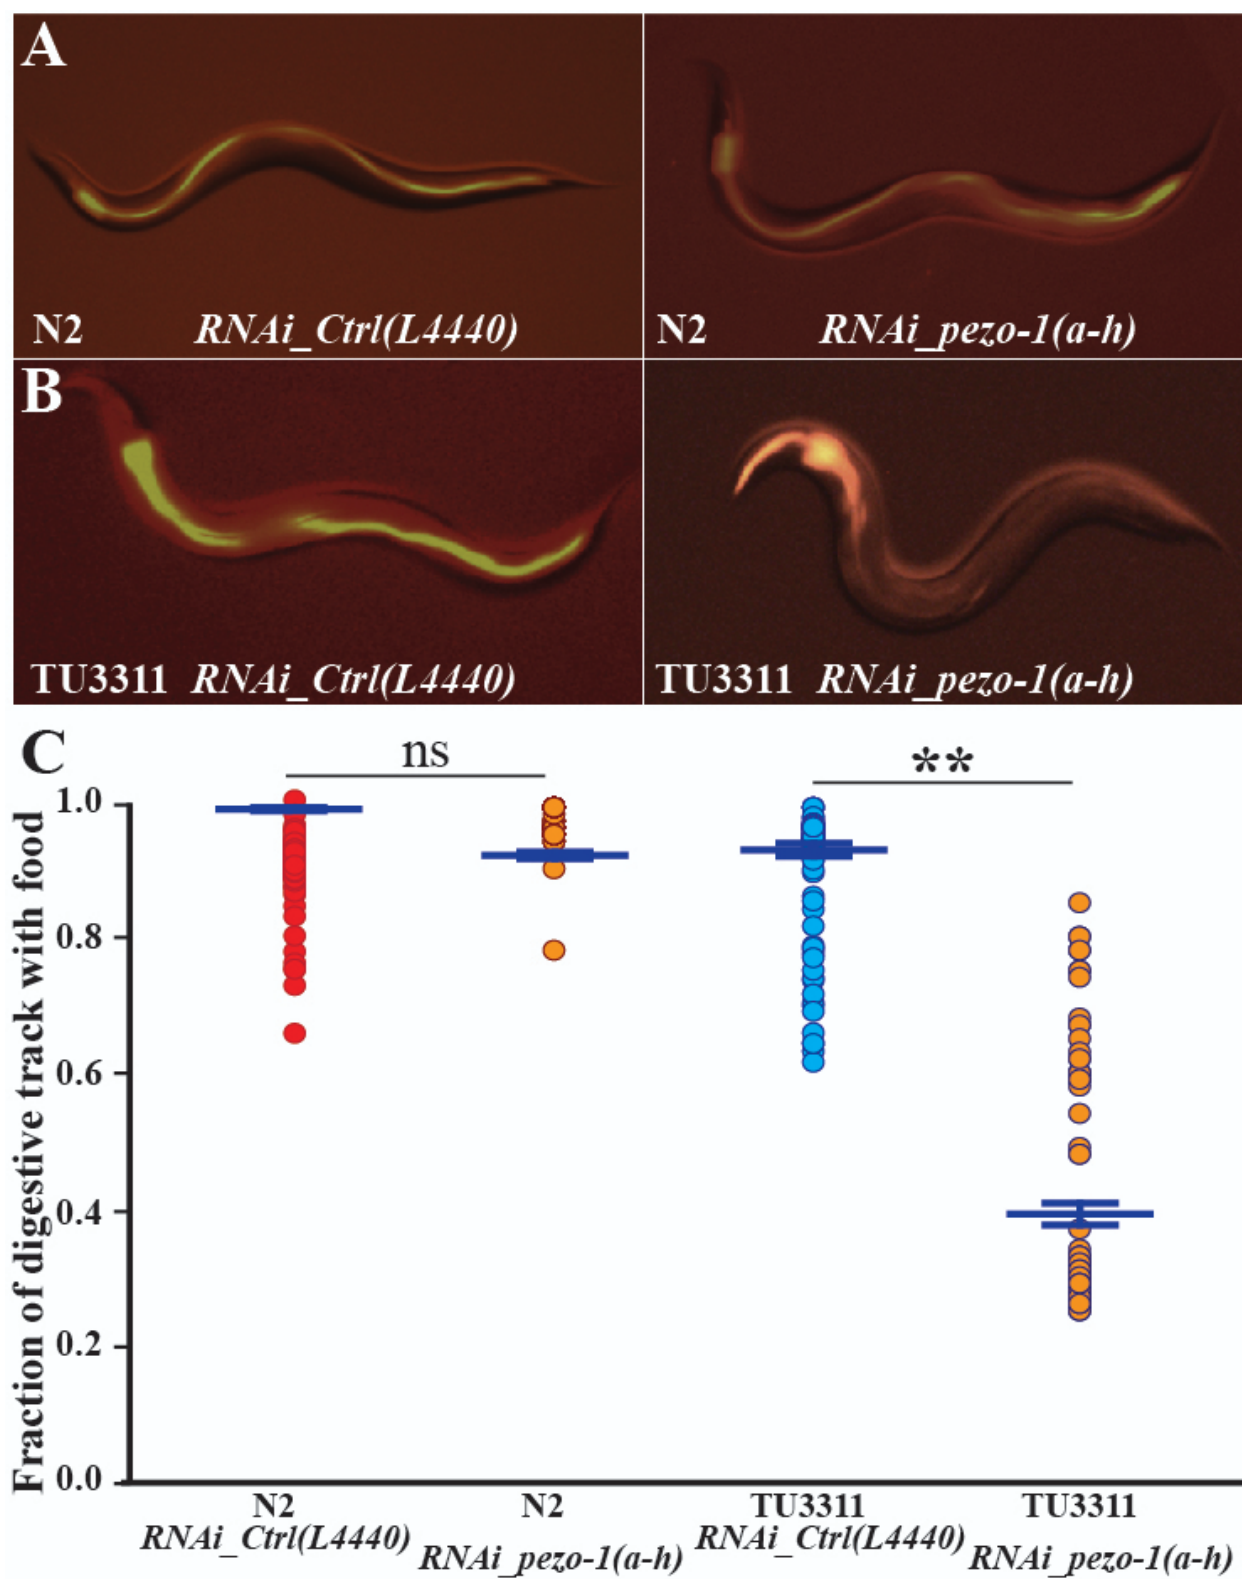 A
N2 RNAi_Ctrl(L4440)
N2 RNAi_pezo-1(a-h)
B
TU3311 RNAi_Ctrl(L4440)
TU3311 RNAi_pezo-1(a-h)
C
ns
**
Fraction of digestive track with food
1.0
0.8
0.6
0.4
0.2
0.0
N2
RNAi_Ctrl(L4440)
N2
RNAi_pezo-1(a-h)
TU3311
RNAi_Ctrl(L4440)
TU3311
RNAi_pezo-1(a-h)